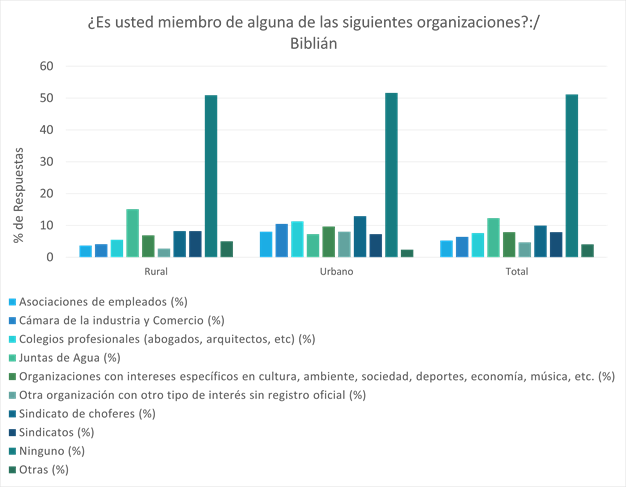 ¿Es usted miembro de alguna de las siguientes organizaciones?:/
Biblián
% de Respuestas
60
50
40
30
20
10
0
Rural
Urbano
Total
Asociaciones de empleados (%)
Cámara de la industria y Comercio (%)
Colegios profesionales (abogados, arquitectos, etc) (%)
Juntas de Agua (%)
Organizaciones con intereses específicos en cultura, ambiente, sociedad, deportes, economía, música, etc. (%)
Otra organización con otro tipo de interés sin registro oficial (%)
Sindicato de choferes (%)
Sindicatos (%)
Ninguno (%)
Otras (%)